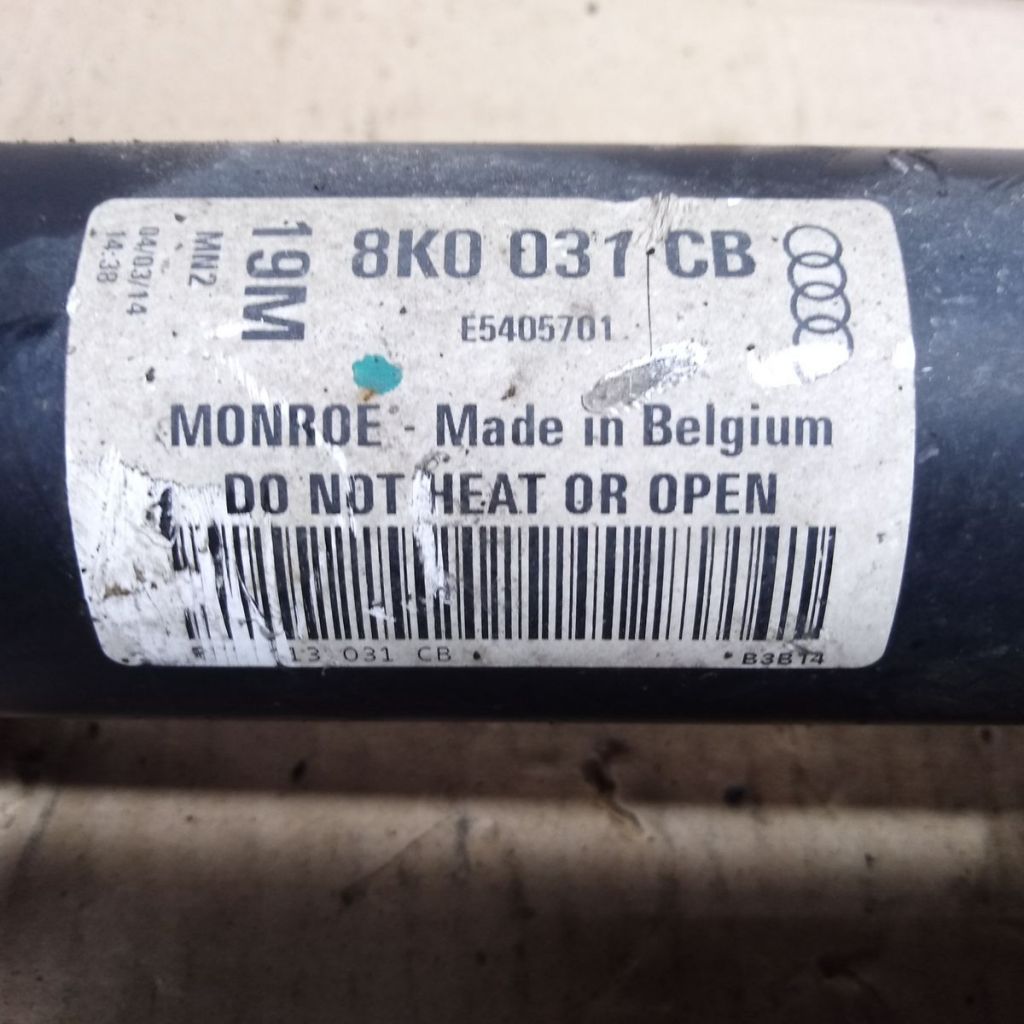 8K0 031 CB
E5405701
19M
MN2
04/03/14
14:38
MONROE - Made in Belgium
DO NOT HEAT OR OPEN
13 031 CB
B3B14